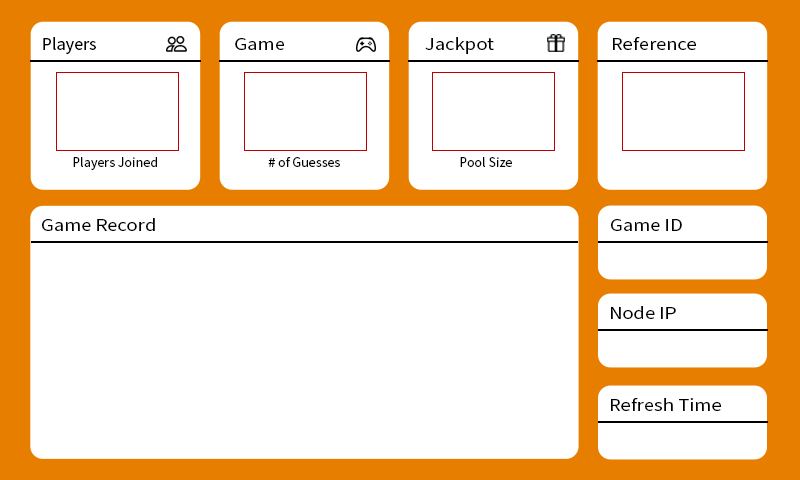 Players
Game
Jackpot
Reference
Players Joined
# of Guesses
Pool Size
Game Record
Game ID
Node IP
Refresh Time